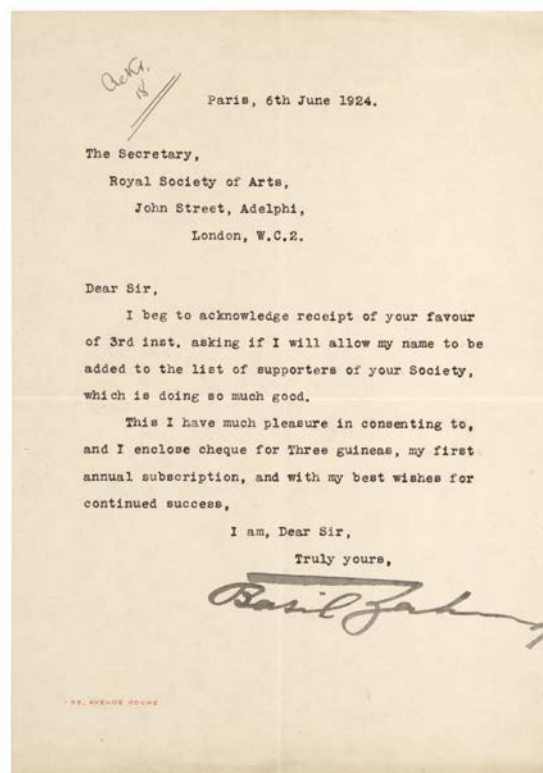 Ackd.
18
Paris, 6th June 1924.
The Secretary,
Royal Society of Arts,
John Street, Adelphi,
London, W.C.2.
Dear Sir,
I beg to acknowledge receipt of your favour
of 3rd inst. asking if I will allow my name to be
added to the list of supporters of your Society,
which is doing so much good.
This I have much pleasure in consenting to,
and I enclose cheque for Three guineas, my first
annual subscription, and with my best wishes for
continued success,
I am, Dear Sir,
Truly yours,
Basil Zaharoff
AVENUE HOCHE